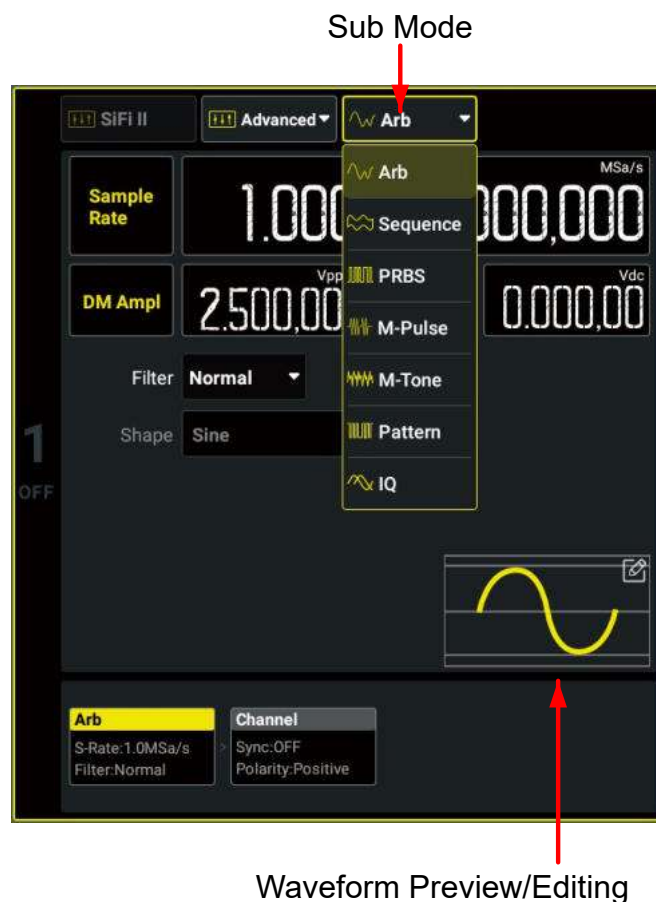 Sub Mode
SiFi II
Advanced
Arb
Arb
Sequence
PRBS
M-Pulse
M-Tone
Pattern
IQ
Sample
Rate
1.000
000,000
MSa/s
DM Ampl
2.500,00
Vpp
0.000,00
Vdc
Filter
Normal
Shape
Sine
1
OFF
Arb
S-Rate:1.0MSa/s
Filter:Normal
>
Channel
Sync:OFF
Polarity:Positive
Waveform Preview/Editing